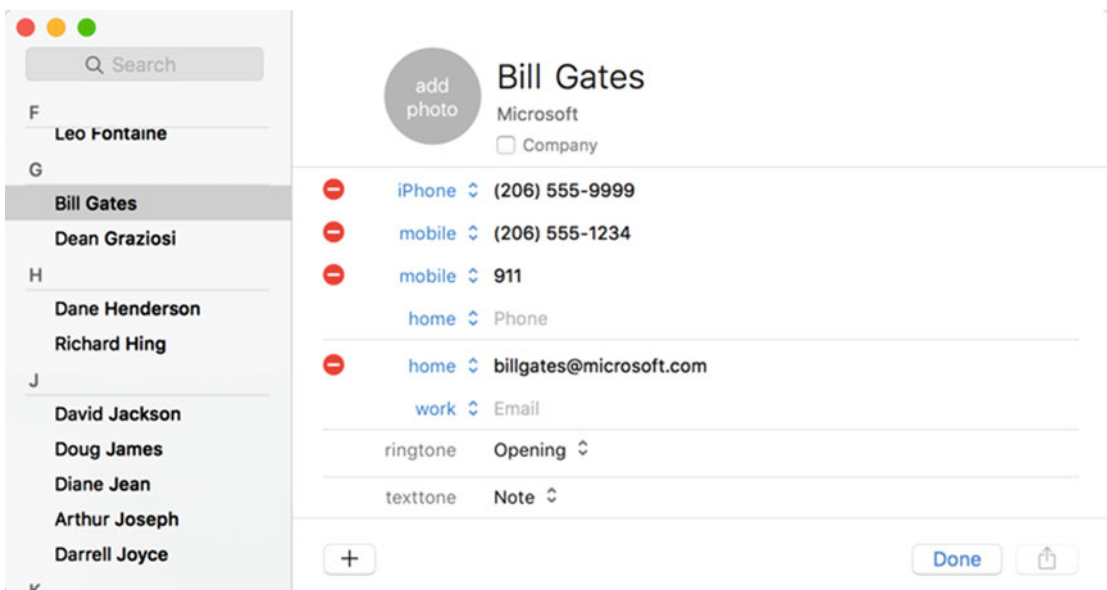 Search
F
Leo Fontaine
G
Bill Gates
Dean Graziosi
H
Dane Henderson
Richard Hing
J
David Jackson
Doug James
Diane Jean
Arthur Joseph
Darrell Joyce
K
add
photo
Bill Gates
Microsoft
Company
iPhone (206) 555-9999
mobile (206) 555-1234
mobile 911
home Phone
home billgates@microsoft.com
work Email
ringtone Opening
texttone Note
+
Done